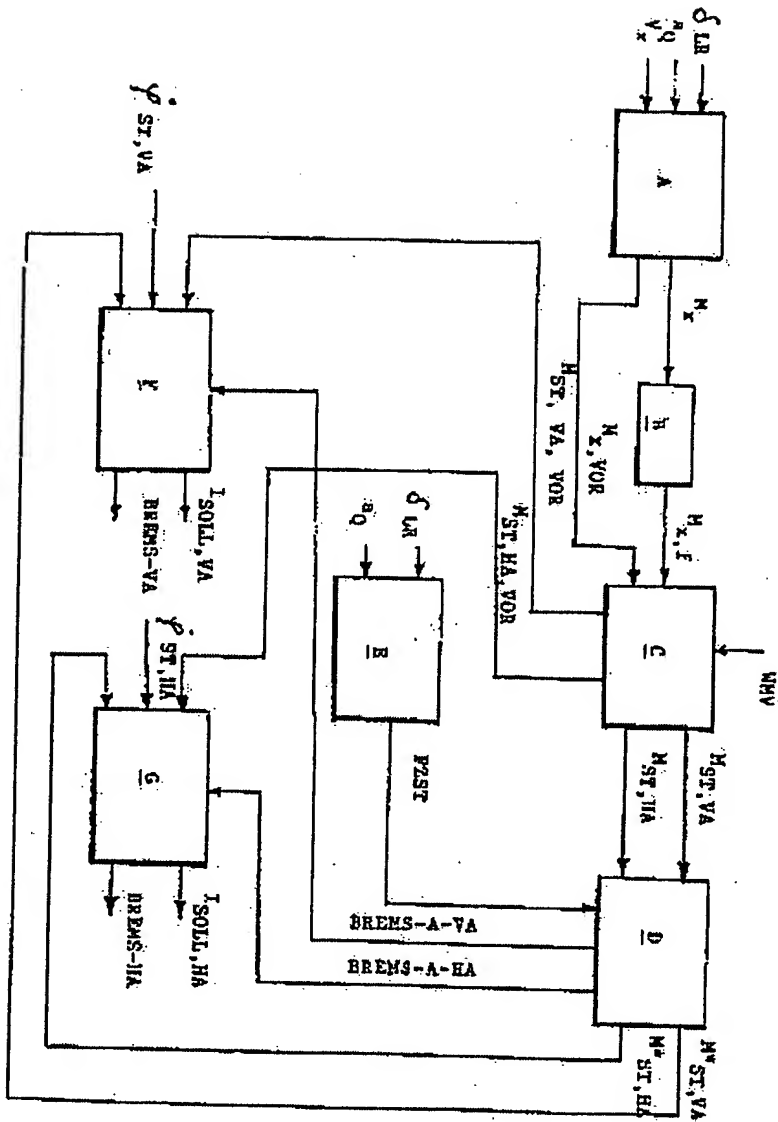 δ LR
a Q
V x
A
M x
B
M ST, VA, VOR
M x, VOR
C
WMV
M ST, VA
M ST, HA
D
M* ST, VA
M* ST, HA
M ST, HA, VOR
δ LR
a Q
E
FZST
BREMS-A-VA
BREMS-A-HA
φ̇ ST, VA
F
I SOLL, VA
BREMS-VA
φ̇ ST, HA
G
I SOLL, HA
BREMS-HA